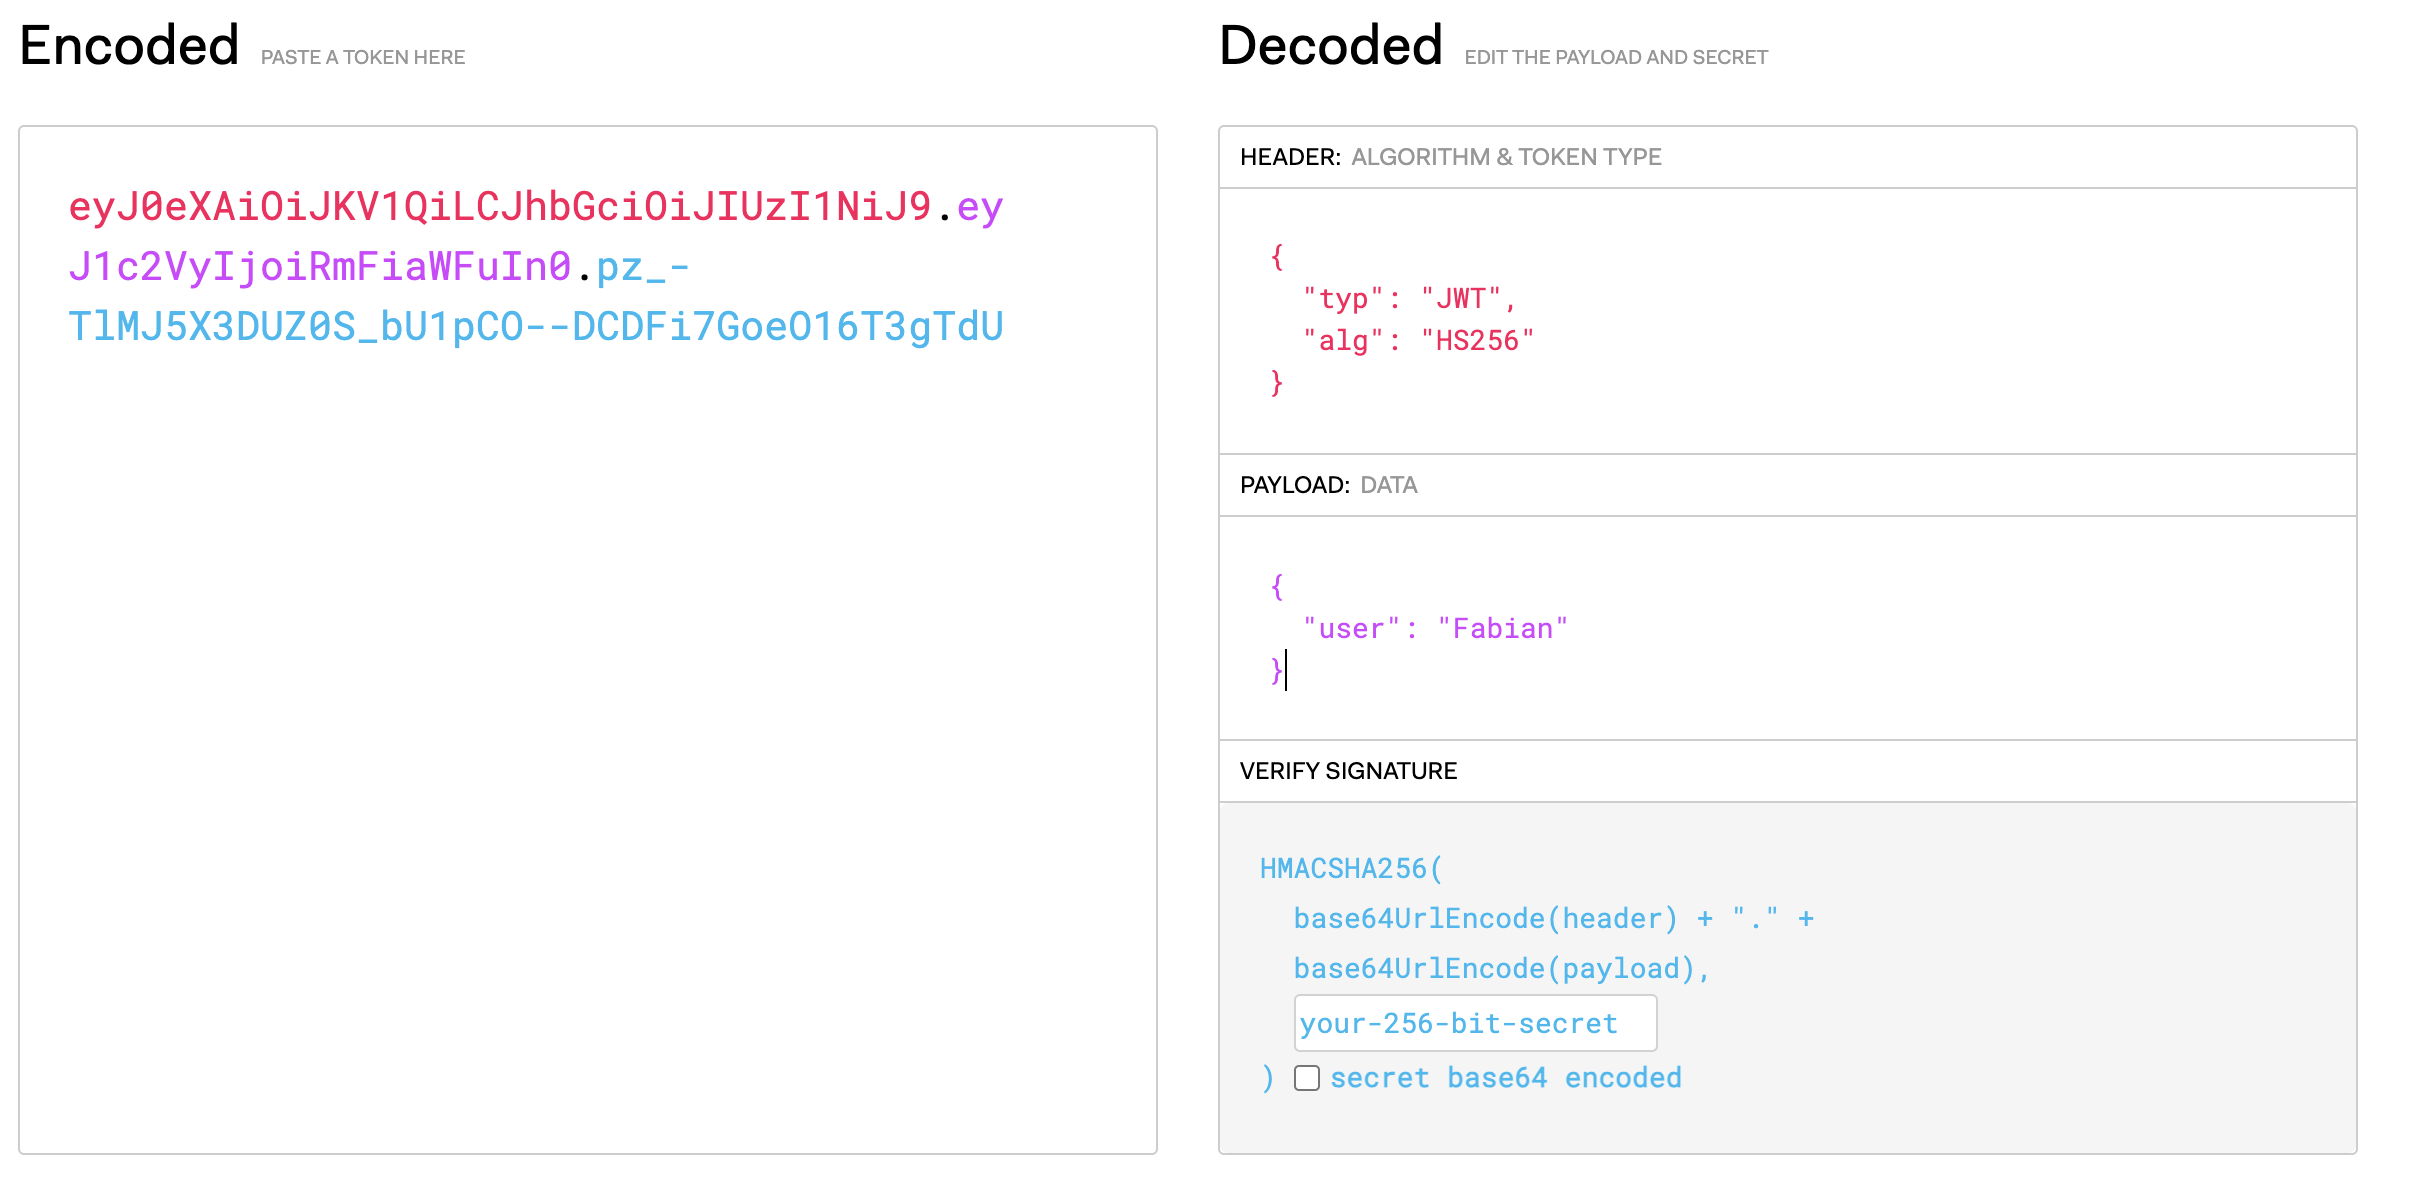 Encoded PASTE A TOKEN HERE
eyJ0eXAiOiJKV1QiLCJhbGciOiJIUzI1NiJ9.ey
J1c2VyIjoiRmFiaWFuIn0.pz_-
TlMJ5X3DUZ0S_bU1pCO--DCDFi7GoeO16T3gTdU
Decoded EDIT THE PAYLOAD AND SECRET
HEADER: ALGORITHM & TOKEN TYPE
{
"typ": "JWT",
"alg": "HS256"
}
PAYLOAD: DATA
{
"user": "Fabian"
}
VERIFY SIGNATURE
HMACSHA256(
base64UrlEncode(header) + "." +
base64UrlEncode(payload),
your-256-bit-secret
) secret base64 encoded